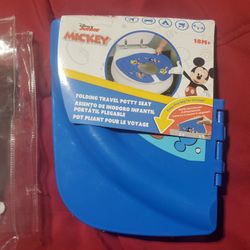 Disney
Junior
MICKEY
18M+
FOLDING TRAVEL POTTY SEAT
ASIENTO DE INODORO INFANTIL
PORTÁTIL PLEGABLE
POT PLIANT POUR LE VOYAGE